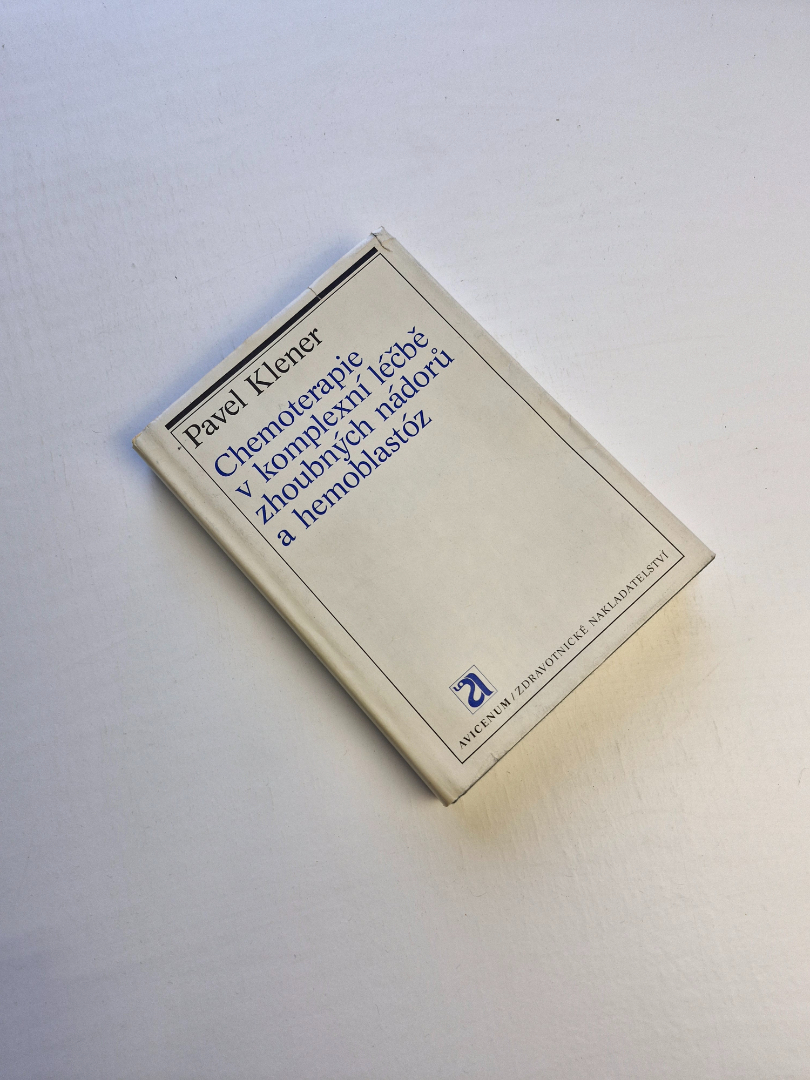 Pavel Klener
Chemoterapie
v komplexní léčbě
zhoubných nádorů
a hemoblastóz
AVICENUM / ZDRAVOTNICKÉ NAKLADATELSTVÍ